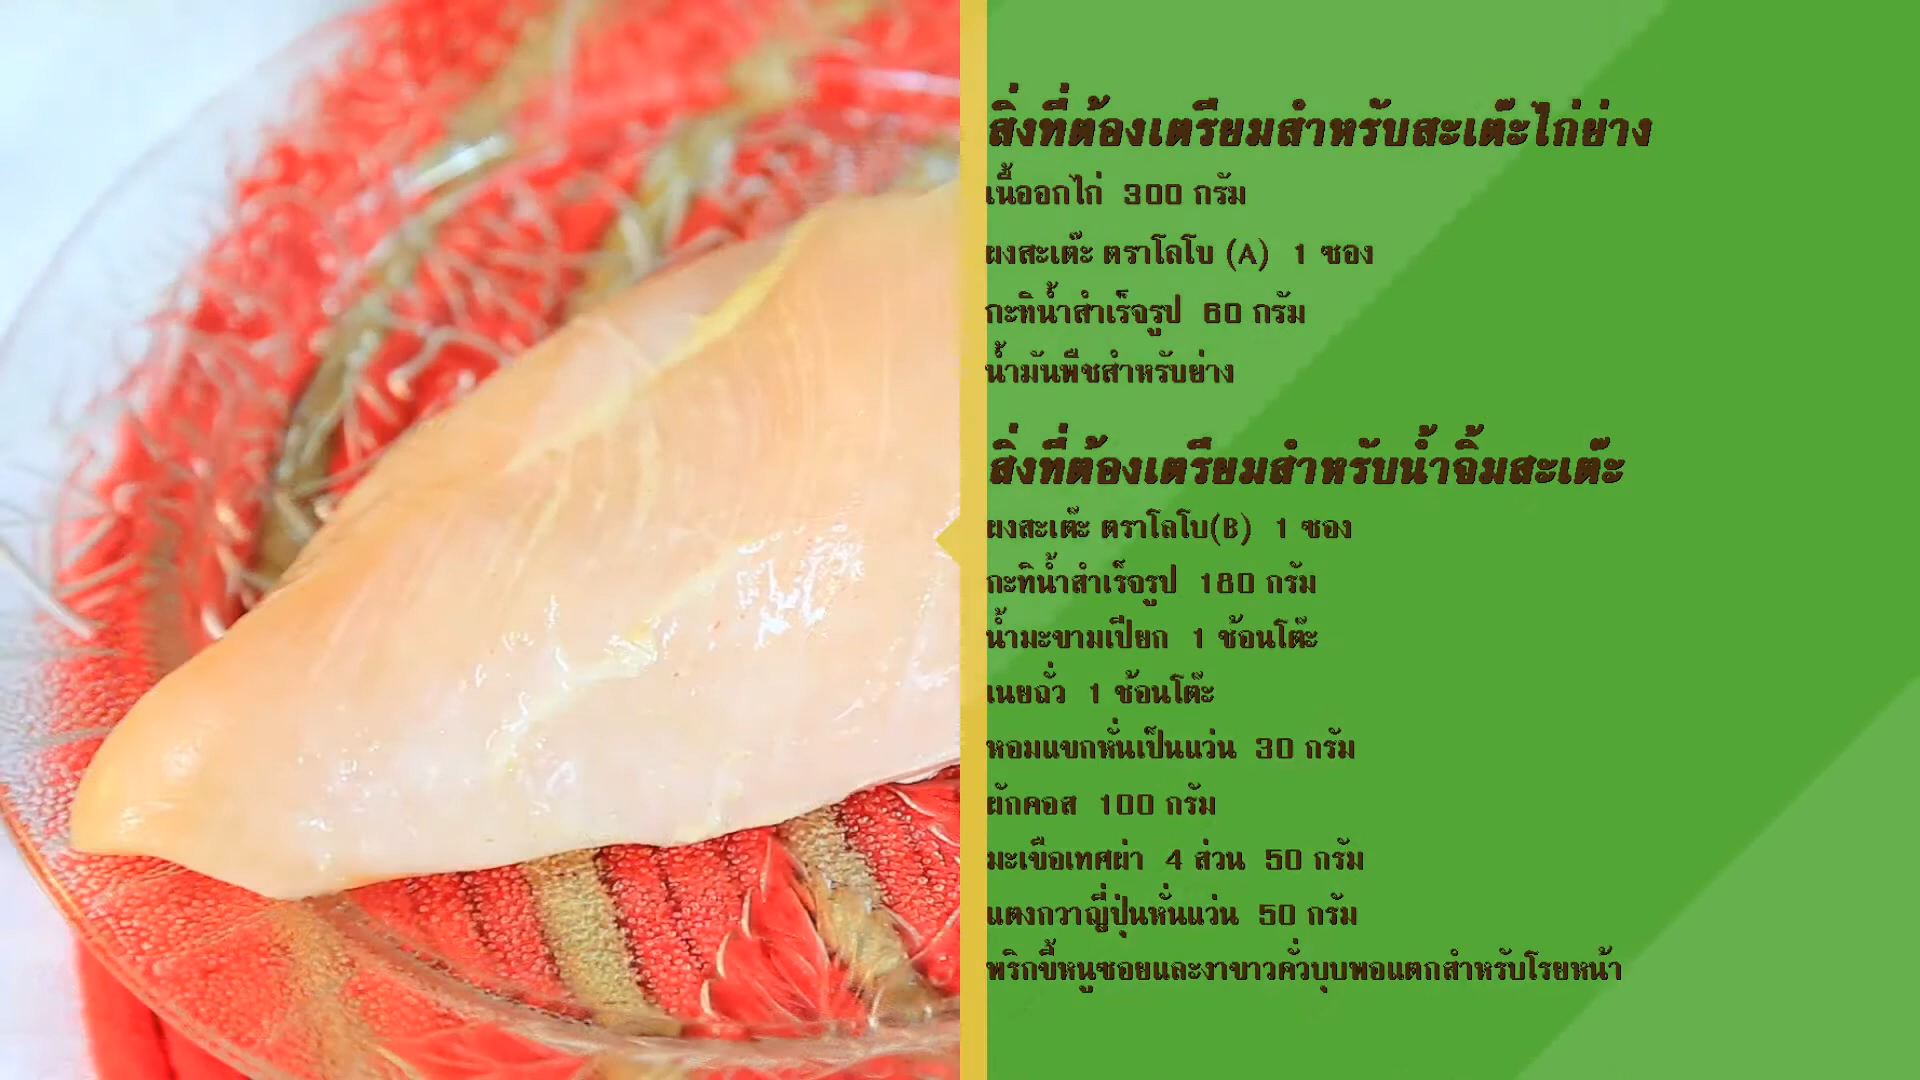 สิ่งที่ต้องเตรียมสำหรับสะเต๊ะไก่ย่าง
เนื้ออกไก่ 300 กรัม
ผงสะเต๊ะ ตราโลโบ (A) 1 ซอง
กะทิน้ำสำเร็จรูป 60 กรัม
น้ำมันพืชสำหรับย่าง
สิ่งที่ต้องเตรียมสำหรับน้ำจิ้มสะเต๊ะ
ผงสะเต๊ะ ตราโลโบ(B) 1 ซอง
กะทิน้ำสำเร็จรูป 180 กรัม
น้ำมะขามเปียก 1 ช้อนโต๊ะ
เนยถั่ว 1 ช้อนโต๊ะ
หอมแขกหั่นเป็นแว่น 30 กรัม
ผักคอส 100 กรัม
มะเขือเทศผ่า 4 ส่วน 50 กรัม
แตงกวาญี่ปุ่นหั่นแว่น 50 กรัม
พริกขี้หนูซอยและงาขาวคั่วบุบพอแตกสำหรับโรยหน้า